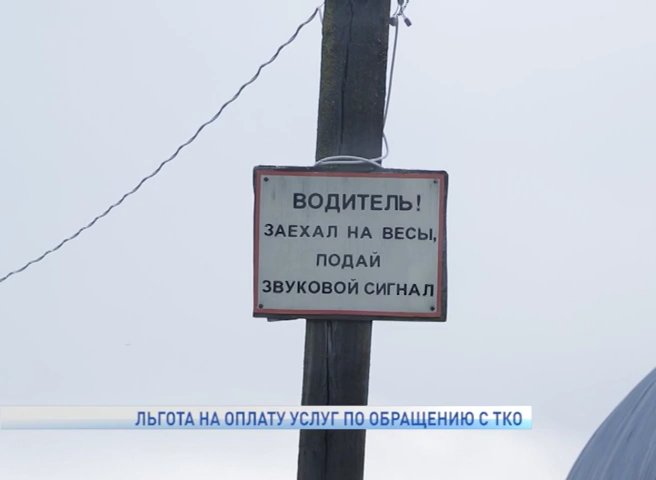 ВОДИТЕЛЬ!
ЗАЕХАЛ НА ВЕСЫ,
ПОДАЙ
ЗВУКОВОЙ СИГНАЛ
ЛЬГОТА НА ОПЛАТУ УСЛУГ ПО ОБРАЩЕНИЮ С ТКО